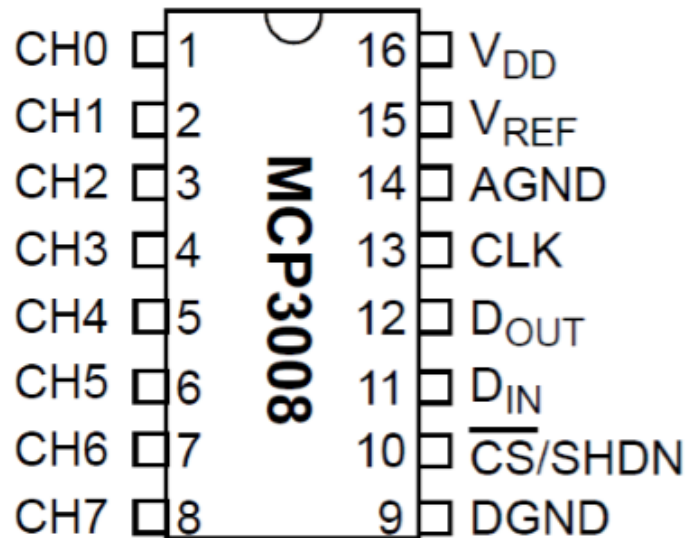 CH0 1 16 VDD
CH1 2 15 VREF
CH2 3 14 AGND
CH3 4 13 CLK
CH4 5 12 DOUT
CH5 6 11 DIN
CH6 7 10 C̅S̅/SHDN
CH7 8 9 DGND
MCP3008